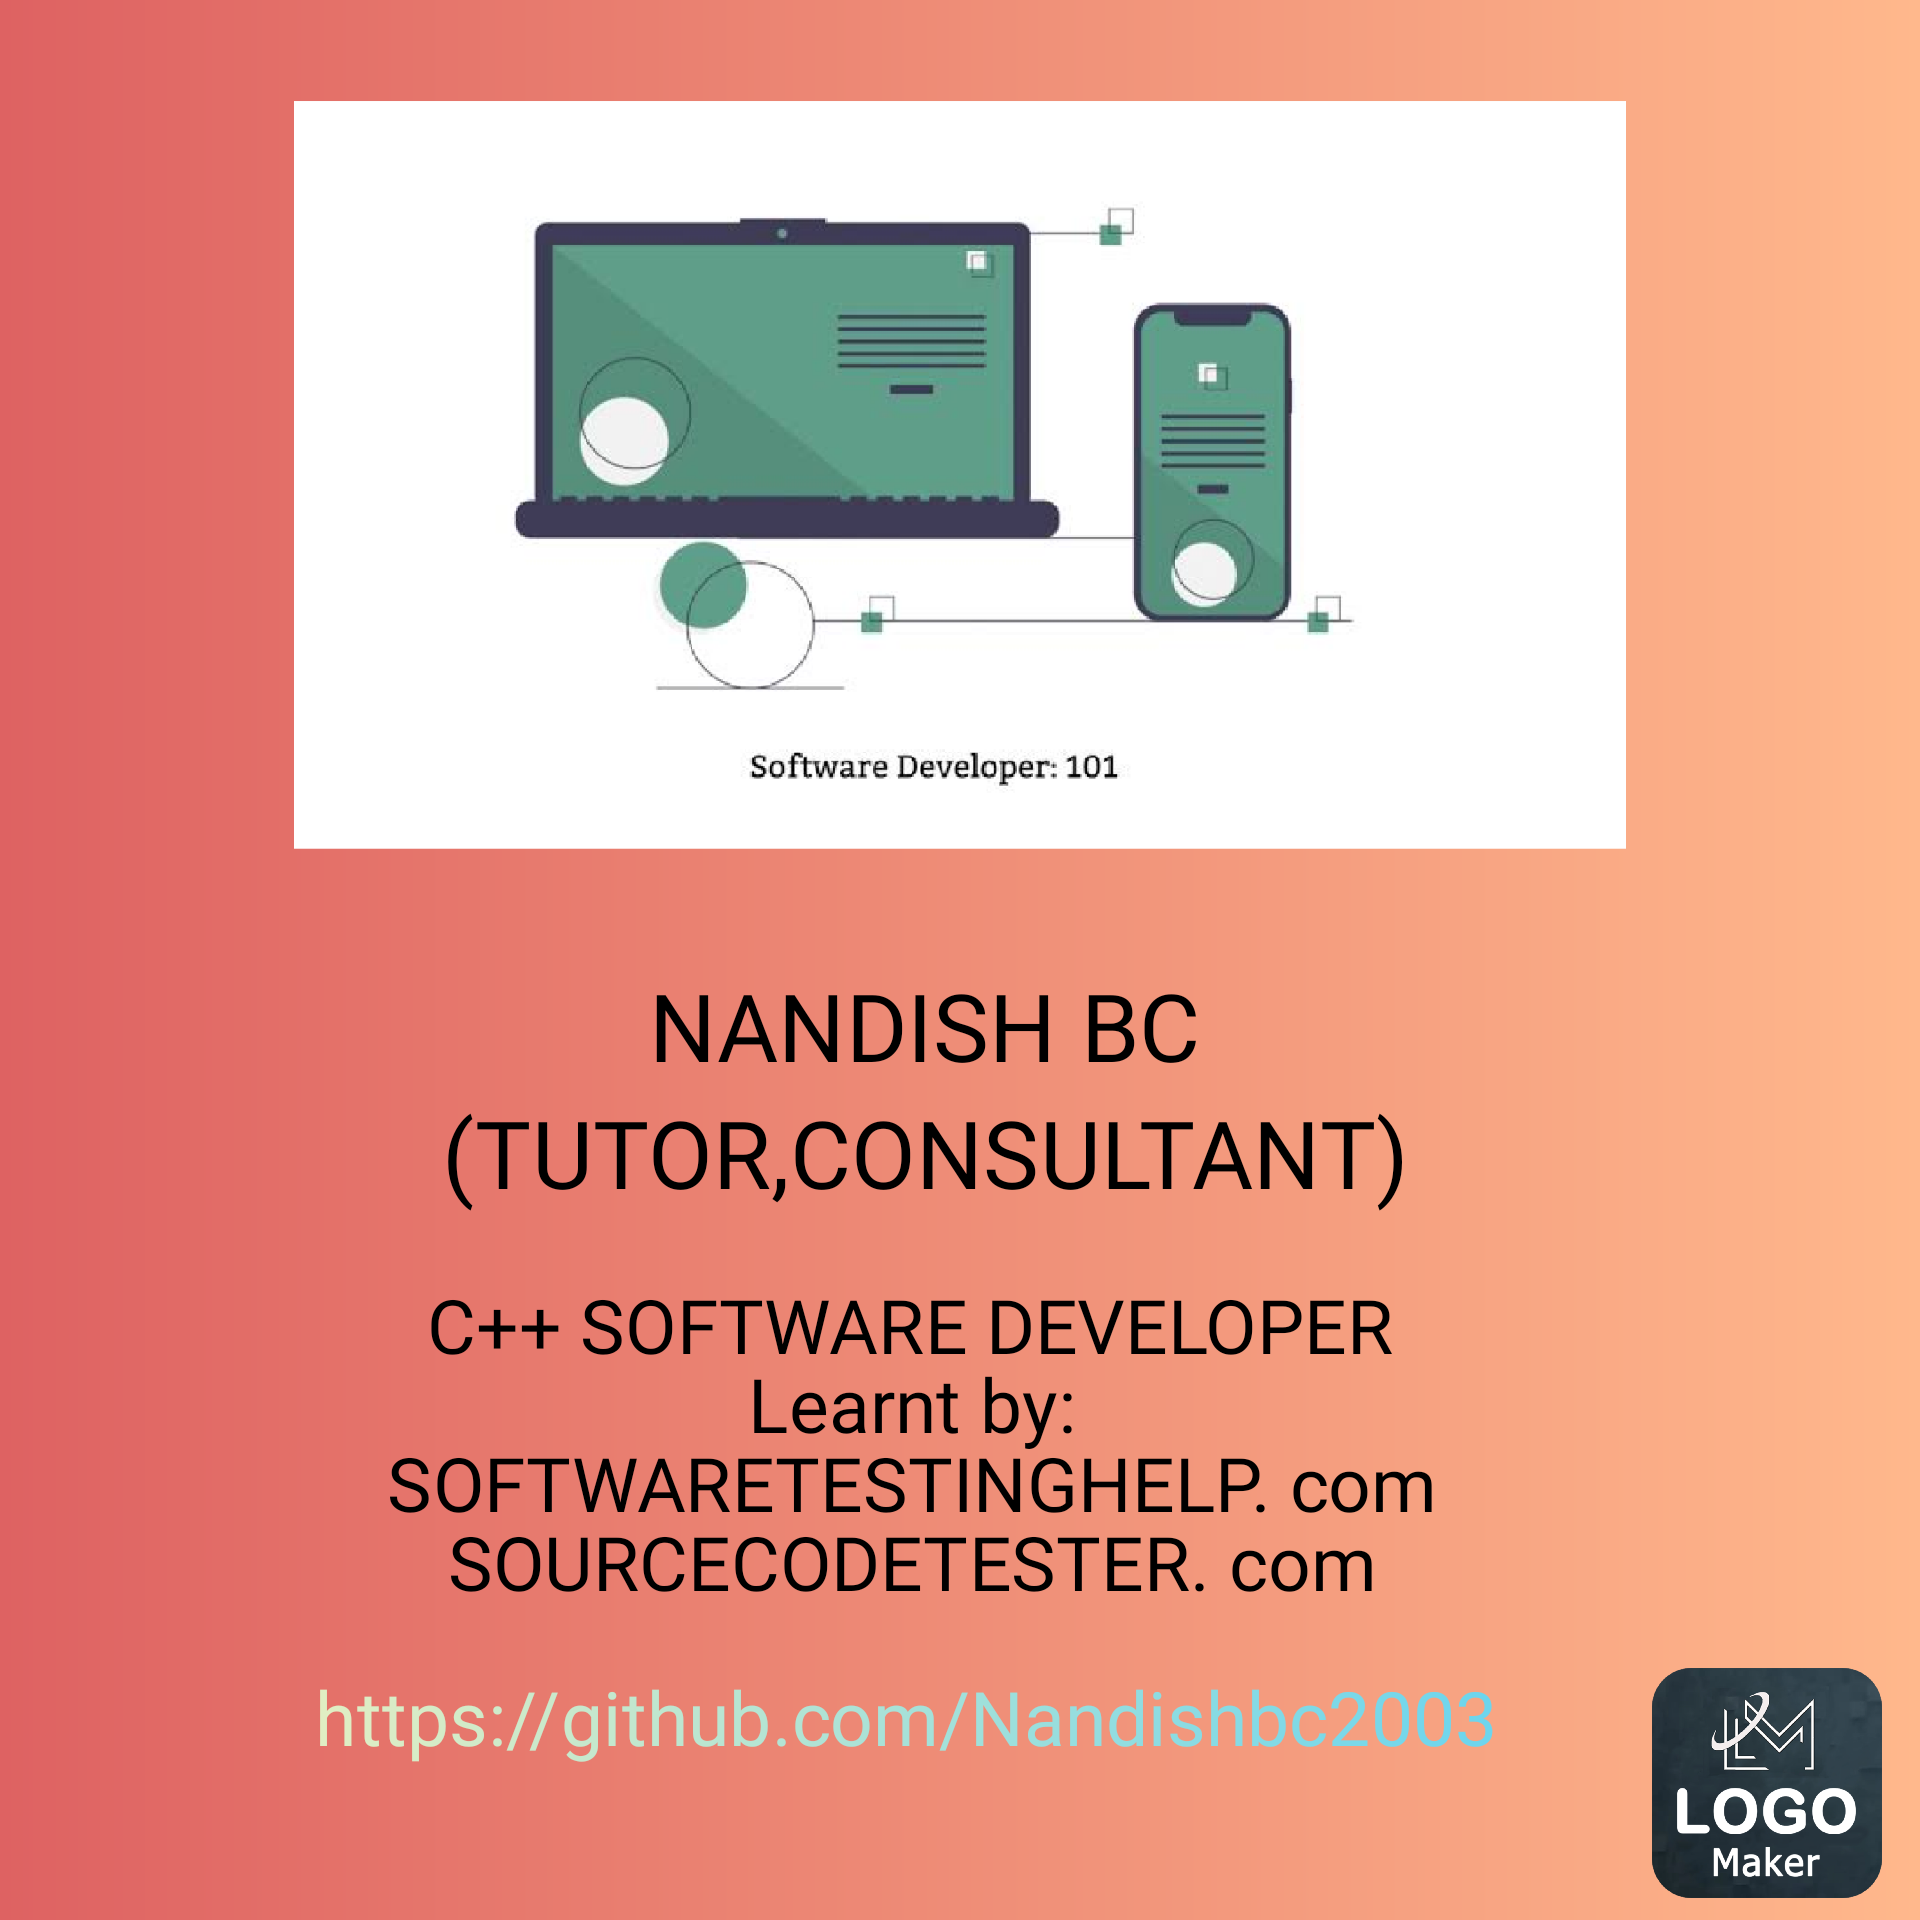 Software Developer: 101
NANDISH BC
(TUTOR,CONSULTANT)
C++ SOFTWARE DEVELOPER
Learnt by:
SOFTWARETESTINGHELP. com
SOURCECODETESTER. com
https://github.com/Nandishbc2003
LM
LOGO
Maker